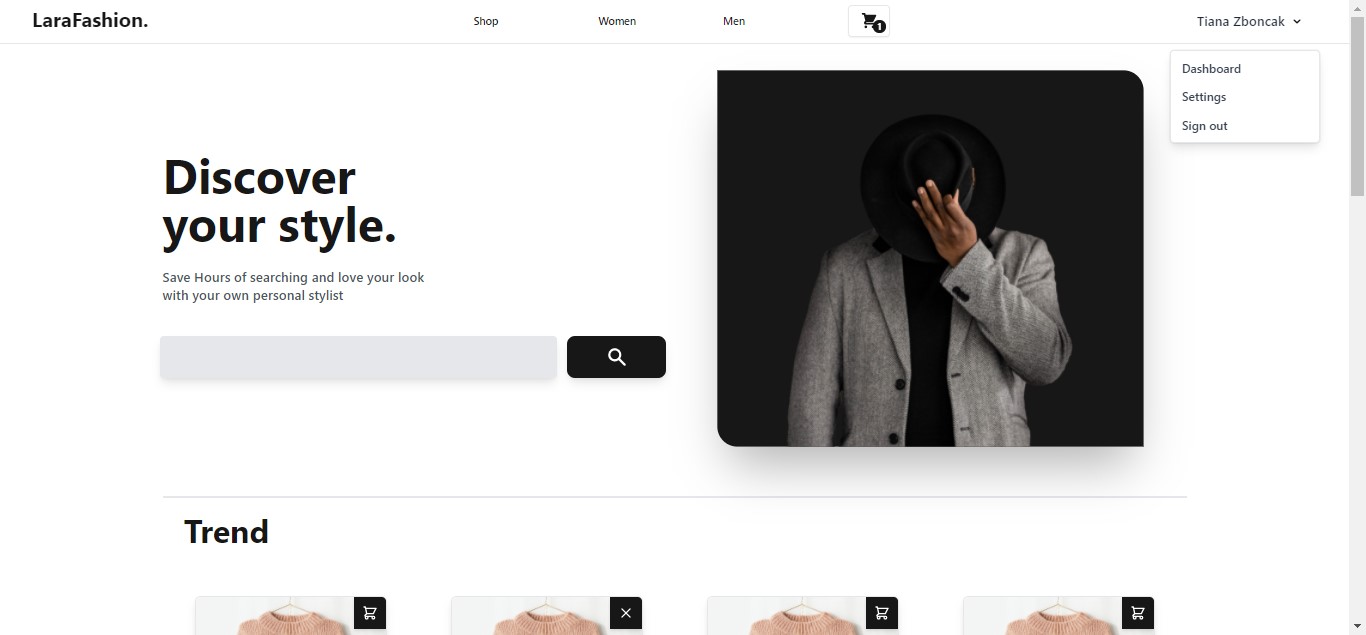 LaraFashion.
Shop
Women
Men
1
Tiana Zboncak
Dashboard
Settings
Sign out
Discover
your style.
Save Hours of searching and love your look
with your own personal stylist
Trend